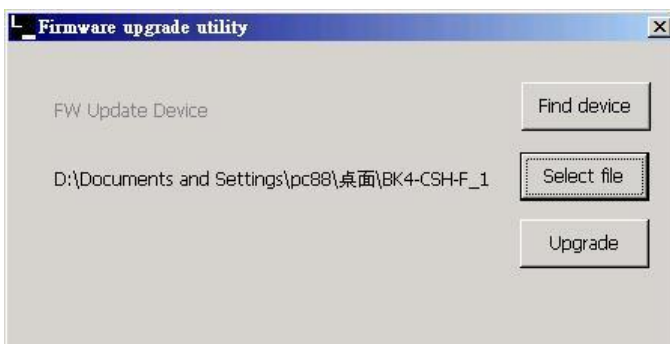 Firmware upgrade utility
FW Update Device
Find device
D:\Documents and Settings\pc88\桌面\BK4-CSH-F_1
Select file
Upgrade